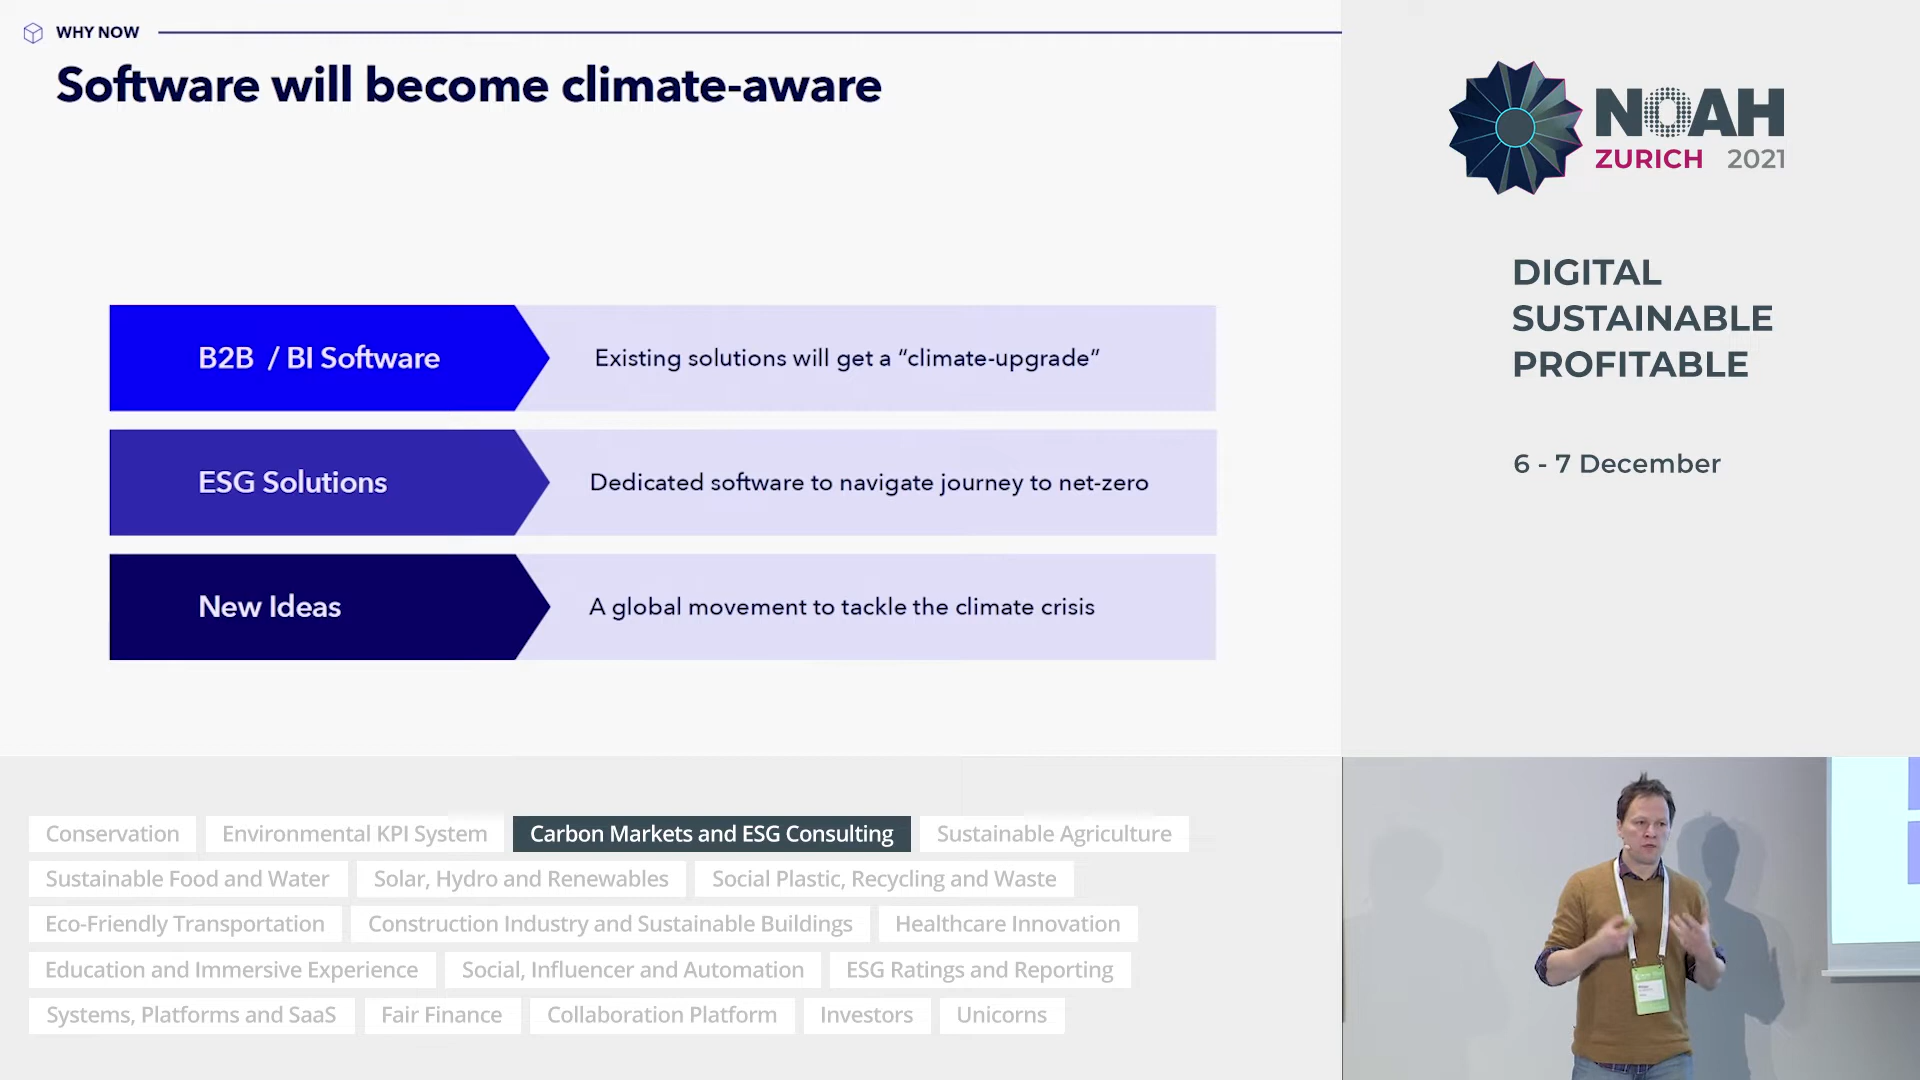 WHY NOW
Software will become climate-aware
B2B / BI Software
Existing solutions will get a “climate-upgrade”
ESG Solutions
Dedicated software to navigate journey to net-zero
New Ideas
A global movement to tackle the climate crisis
NOAH
ZURICH 2021
DIGITAL
SUSTAINABLE
PROFITABLE
6 - 7 December
Conservation
Environmental KPI System
Carbon Markets and ESG Consulting
Sustainable Agriculture
Sustainable Food and Water
Solar, Hydro and Renewables
Social Plastic, Recycling and Waste
Eco-Friendly Transportation
Construction Industry and Sustainable Buildings
Healthcare Innovation
Education and Immersive Experience
Social, Influencer and Automation
ESG Ratings and Reporting
Systems, Platforms and SaaS
Fair Finance
Collaboration Platform
Investors
Unicorns